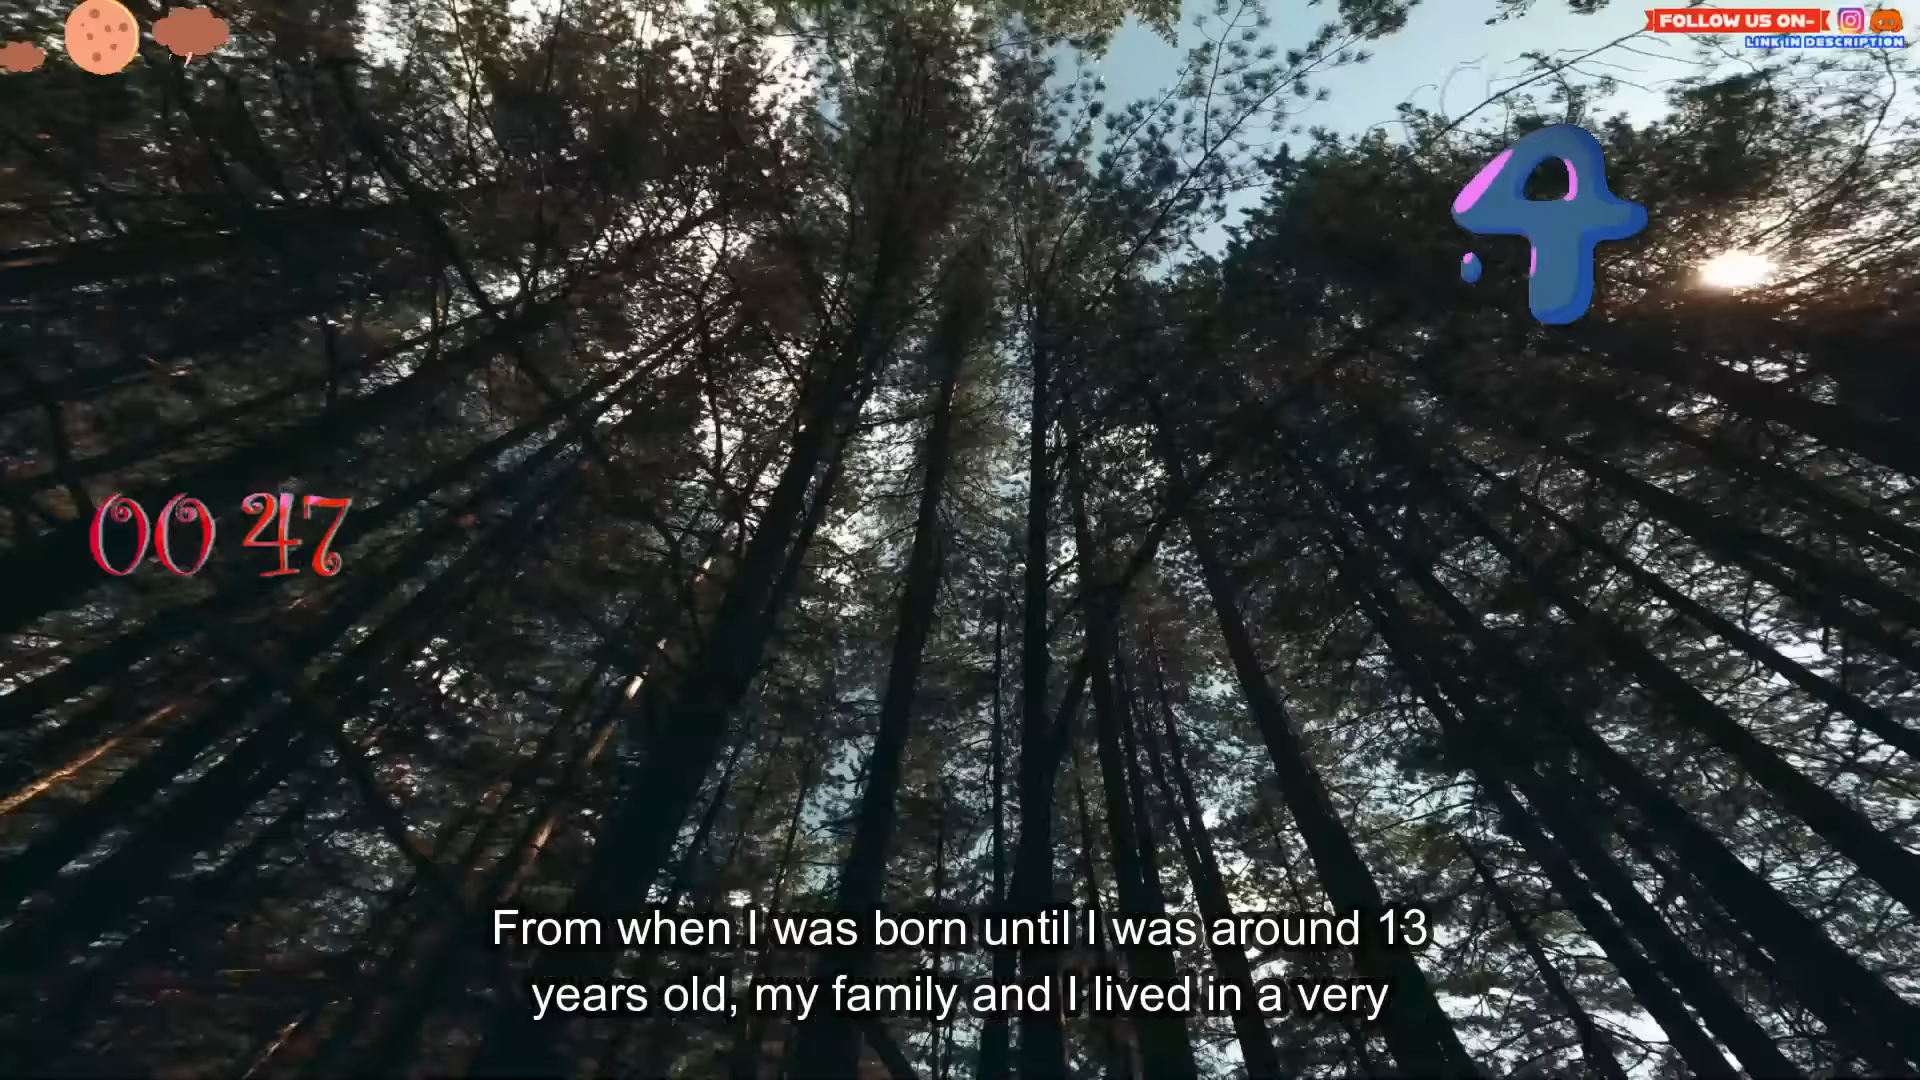 FOLLOW US ON-
LINK IN DESCRIPTION
4
00 47
From when I was born until I was around 13
years old, my family and I lived in a very